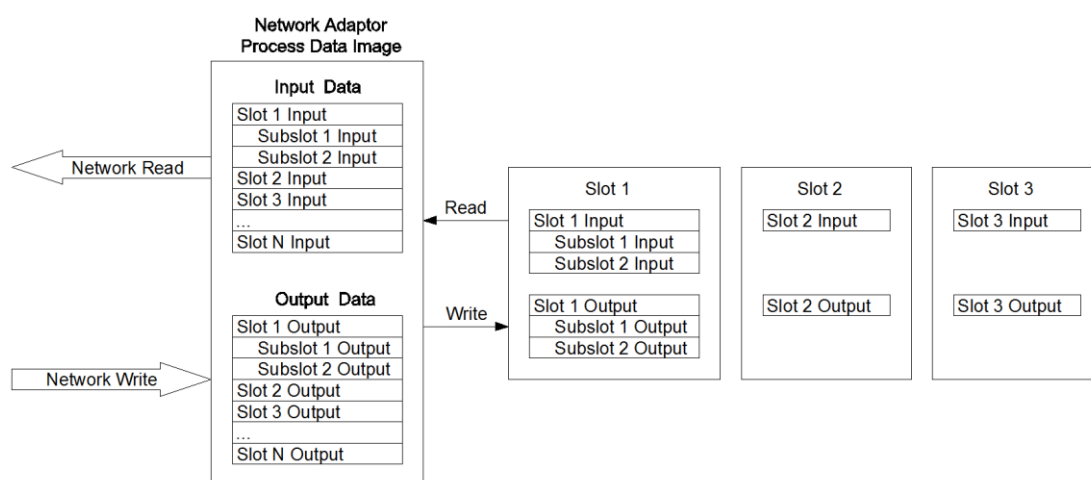 Network Adaptor
Process Data Image
Input Data
Slot 1 Input
Subslot 1 Input
Subslot 2 Input
Slot 2 Input
Slot 3 Input
...
Slot N Input
Network Read
Output Data
Slot 1 Output
Subslot 1 Output
Subslot 2 Output
Slot 2 Output
Slot 3 Output
...
Slot N Output
Network Write
Read
Write
Slot 1
Slot 1 Input
Subslot 1 Input
Subslot 2 Input
Slot 1 Output
Subslot 1 Output
Subslot 2 Output
Slot 2
Slot 2 Input
Slot 2 Output
Slot 3
Slot 3 Input
Slot 3 Output